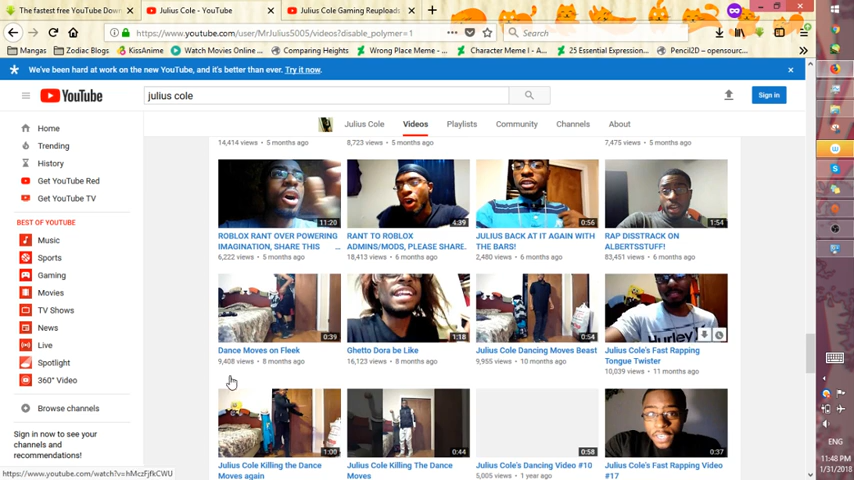 The fastest free YouTube Down
Julius Cole - YouTube
Julius Cole Gaming Reuploads
https://www.youtube.com/user/MrJulius5005/videos?disable_polymer=1
Search
Mangas
Zodiac Blogs
KissAnime
Watch Movies Online ...
Character Inspiration
Wrong Place Meme - ...
Character Meme I - A...
25 Essential Expression...
Pencil2D – opensourc...
We've been hard at work on the new YouTube, and it's better than ever. Try it now.
YouTube
julius cole
Sign in
Julius Cole
Videos
Playlists
Community
Channels
About
Home
Trending
History
Get YouTube Red
Get YouTube TV
BEST OF YOUTUBE
Music
Sports
Gaming
Movies
TV Shows
News
Live
Spotlight
360° Video
Browse channels
Sign in now to see your
channels and
recommendations!
14,414 views • 5 months ago
8,723 views • 5 months ago
7,475 views • 5 months ago
11:20
4:39
0:56
1:54
ROBLOX RANT OVER POWERING
IMAGINATION, SHARE THIS ...
6,222 views • 5 months ago
RANT TO ROBLOX
ADMINS/MODS, PLEASE SHARE.
18,413 views • 6 months ago
JULIUS BACK AT IT AGAIN WITH
THE BARS!
2,480 views • 6 months ago
RAP DISSTRACK ON
ALBERTSSTUFF!
83,451 views • 6 months ago
0:39
1:18
0:54
Hurley
Dance Moves on Fleek
9,408 views • 8 months ago
Ghetto Dora be Like
16,123 views • 8 months ago
Julius Cole Dancing Moves Beast
9,955 views • 10 months ago
Julius Cole's Fast Rapping
Tongue Twister
10,039 views • 11 months ago
1:00
0:44
0:58
0:37
Julius Cole Killing the Dance
Moves again
Julius Cole Killing The Dance
Moves
Julius Cole's Dancing Video #10
5,005 views • 1 year ago
Julius Cole's Fast Rapping Video
#17
https://www.youtube.com/watch?v=hMczFjfkCWU
ENG
11:48 PM
1/31/2018